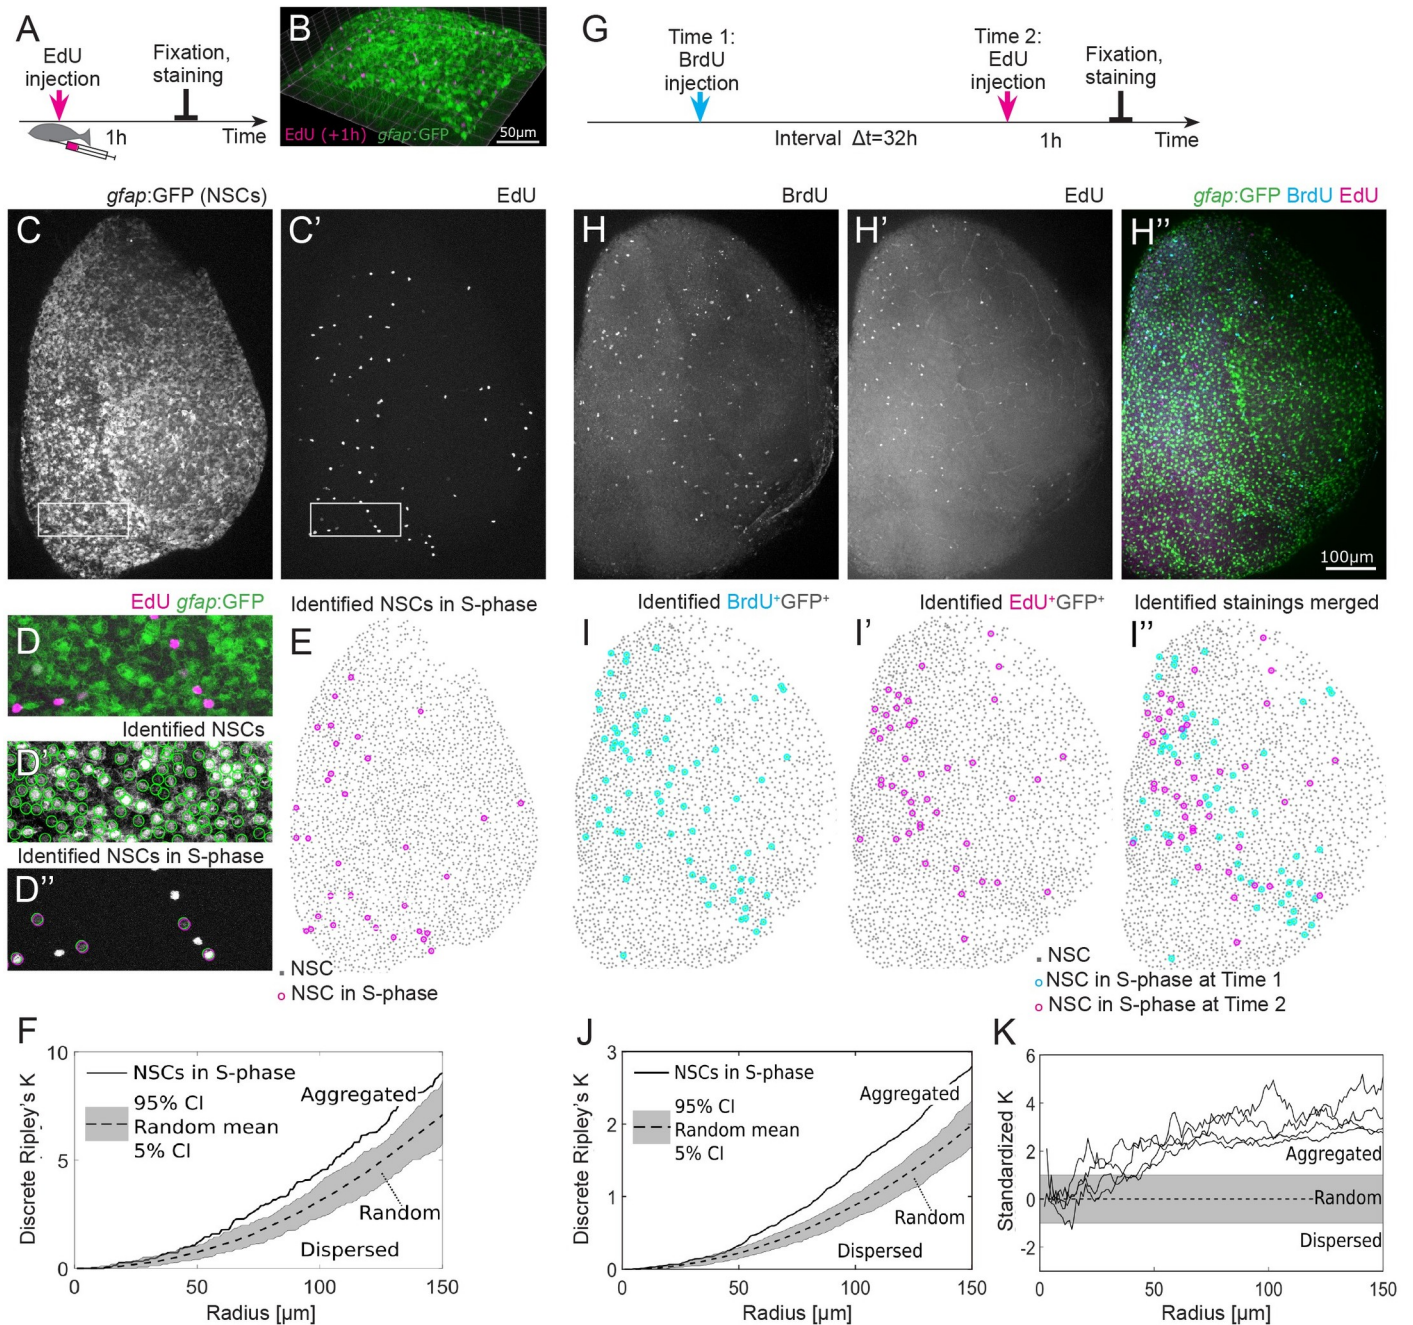 A
EdU
injection
Fixation,
staining
1h
Time
B
EdU (+1h) gfap:GFP
50µm
G
Time 1:
BrdU
injection
Time 2:
EdU
injection
Fixation,
staining
Interval Δt=32h
1h
Time
gfap:GFP (NSCs)
C
EdU
C'
BrdU
H
EdU
H'
gfap:GFP BrdU EdU
H''
100µm
EdU gfap:GFP
D
Identified NSCs
D'
Identified NSCs in S-phase
D''
Identified NSCs in S-phase
E
NSC
NSC in S-phase
Identified BrdU+GFP+
I
Identified EdU+GFP+
I'
Identified stainings merged
I''
NSC
NSC in S-phase at Time 1
NSC in S-phase at Time 2
F
Discrete Ripley's K
10
5
0
NSCs in S-phase
95% CI
Random mean
5% CI
Aggregated
Random
Dispersed
0 50 100 150
Radius [µm]
J
Discrete Ripley's K
3
2
1
0
NSCs in S-phase
95% CI
Random mean
5% CI
Aggregated
Random
Dispersed
0 50 100 150
Radius [µm]
K
Standardized K
6
4
2
0
-2
Aggregated
Random
Dispersed
0 50 100 150
Radius [µm]